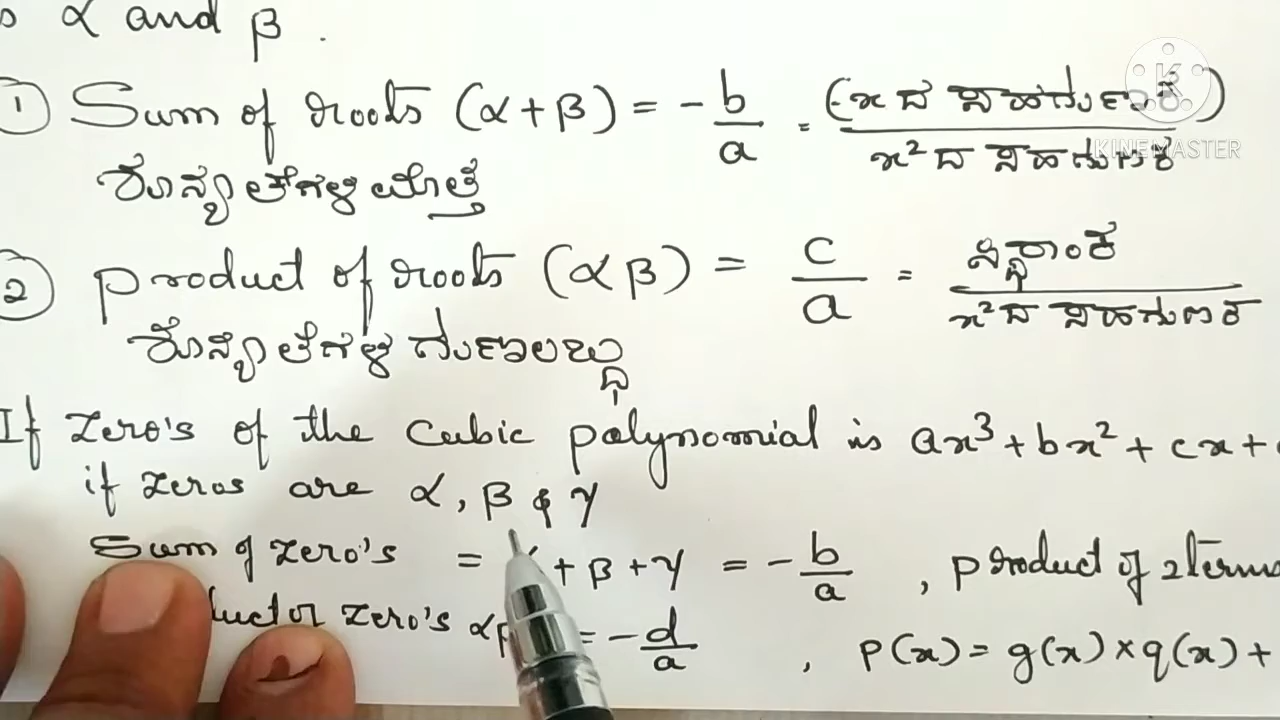 α and β .
① Sum of roots (α+β) = - b/a = (-x ದ ಸಹಗುಣಕ) / x² ದ ಸಹಗುಣಕ
ಶೂನ್ಯತೆಗಳ ಮೊತ್ತ
② product of roots (αβ) = c/a = ಸ್ಥಿರಾಂಕ / x² ದ ಸಹಗುಣಕ
ಶೂನ್ಯತೆಗಳ ಗುಣಲಬ್ಧ
If Zero's of the Cubic polynomial is ax³ + bx² + cx +
if zeros are α, β & γ
Sum of zero's = + β + γ = - b/a , product of 2 terms
zero's = - d/a , p(x) = g(x) × q(x) +
K
KINEMASTER